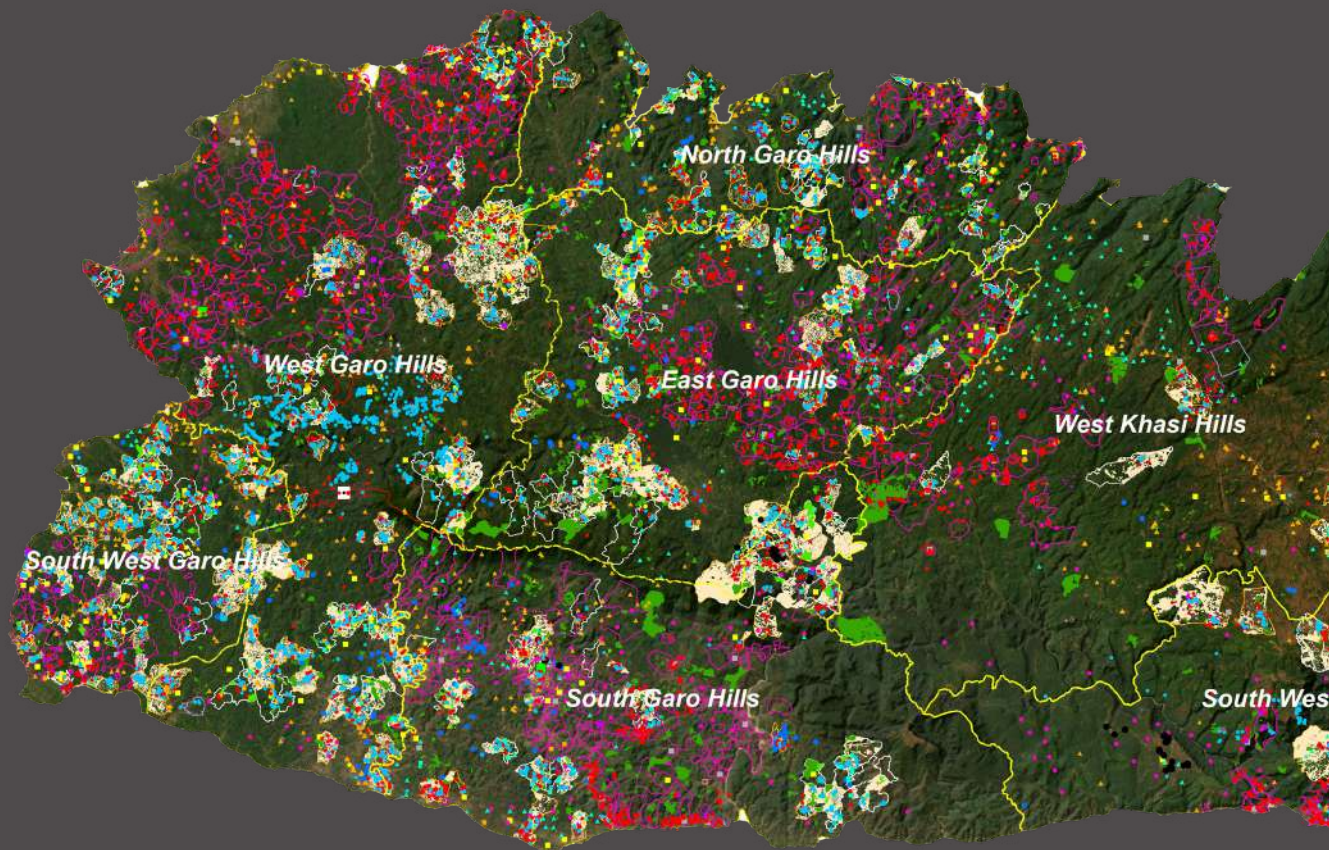 North Garo Hills
West Garo Hills
East Garo Hills
West Khasi Hills
South West Garo Hills
South Garo Hills
South Wes